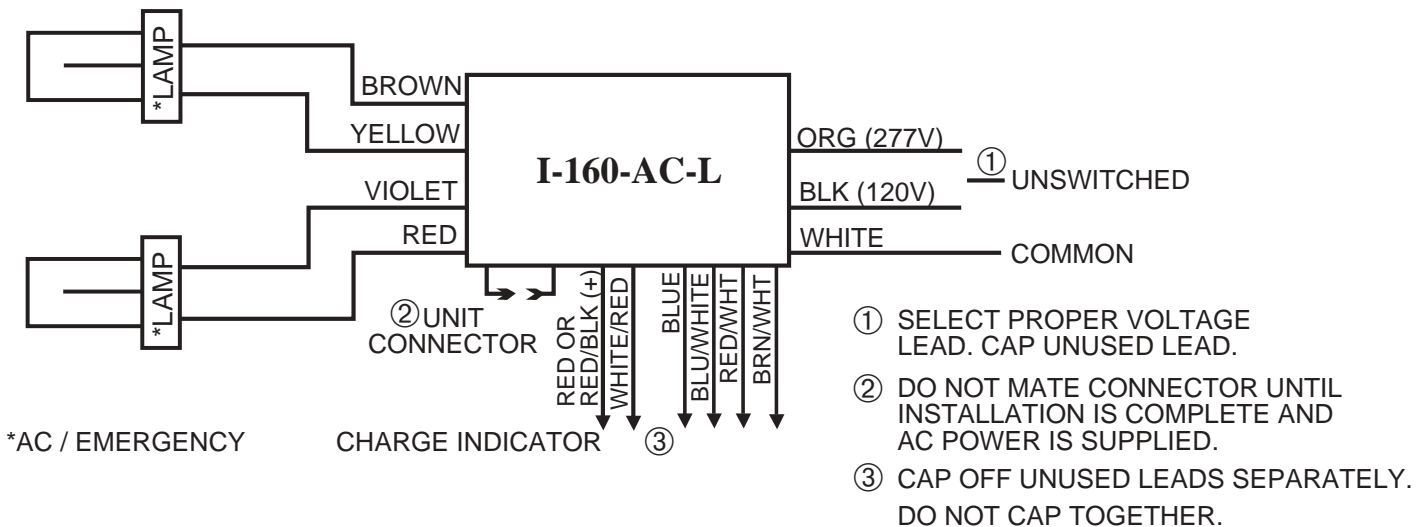 *LAMP
BROWN
YELLOW
VIOLET
RED
*LAMP
I-160-AC-L
ORG (277V)
① UNSWITCHED
BLK (120V)
WHITE
COMMON
② UNIT
CONNECTOR
RED OR
RED/BLK (+)
WHITE/RED
BLUE
BLU/WHITE
RED/WHT
BRN/WHT
*AC / EMERGENCY
CHARGE INDICATOR ③
① SELECT PROPER VOLTAGE
LEAD. CAP UNUSED LEAD.
② DO NOT MATE CONNECTOR UNTIL
INSTALLATION IS COMPLETE AND
AC POWER IS SUPPLIED.
③ CAP OFF UNUSED LEADS SEPARATELY.
DO NOT CAP TOGETHER.